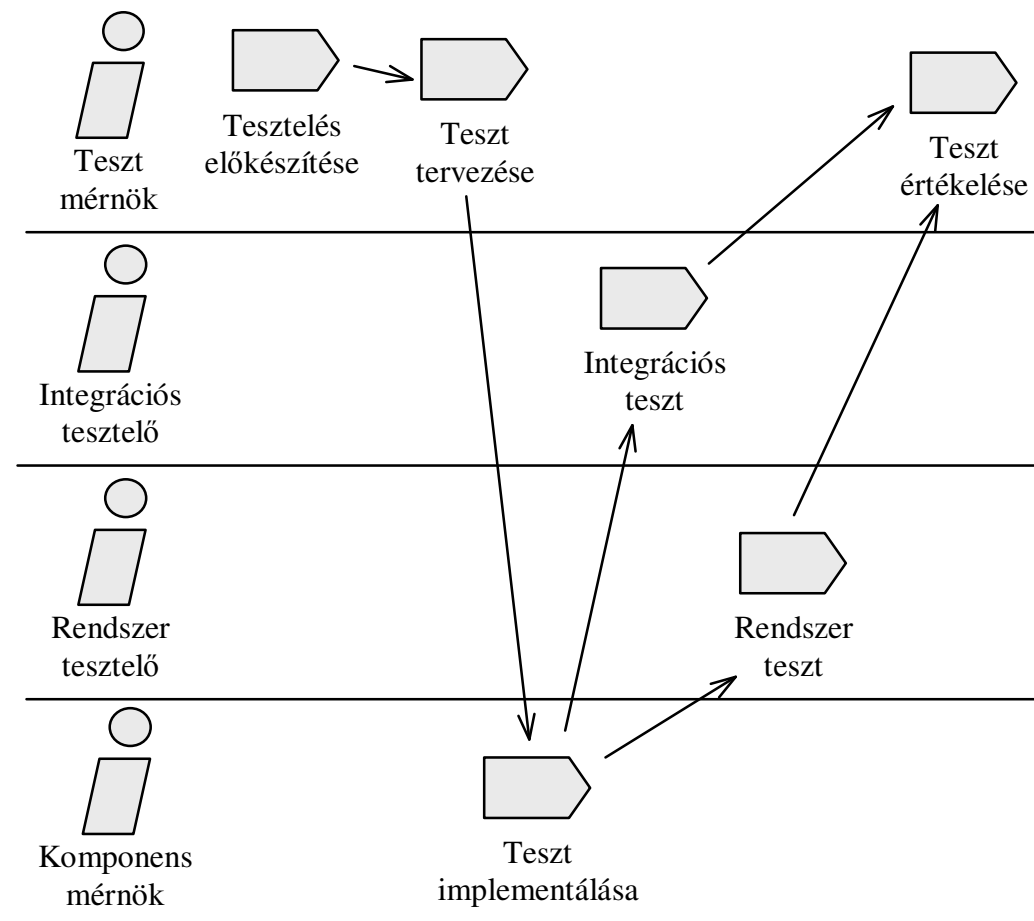 Teszt
mérnök
Tesztelés
előkészítése
Teszt
tervezése
Teszt
értékelése
Integrációs
tesztelő
Integrációs
teszt
Rendszer
tesztelő
Rendszer
teszt
Komponens
mérnök
Teszt
implementálása